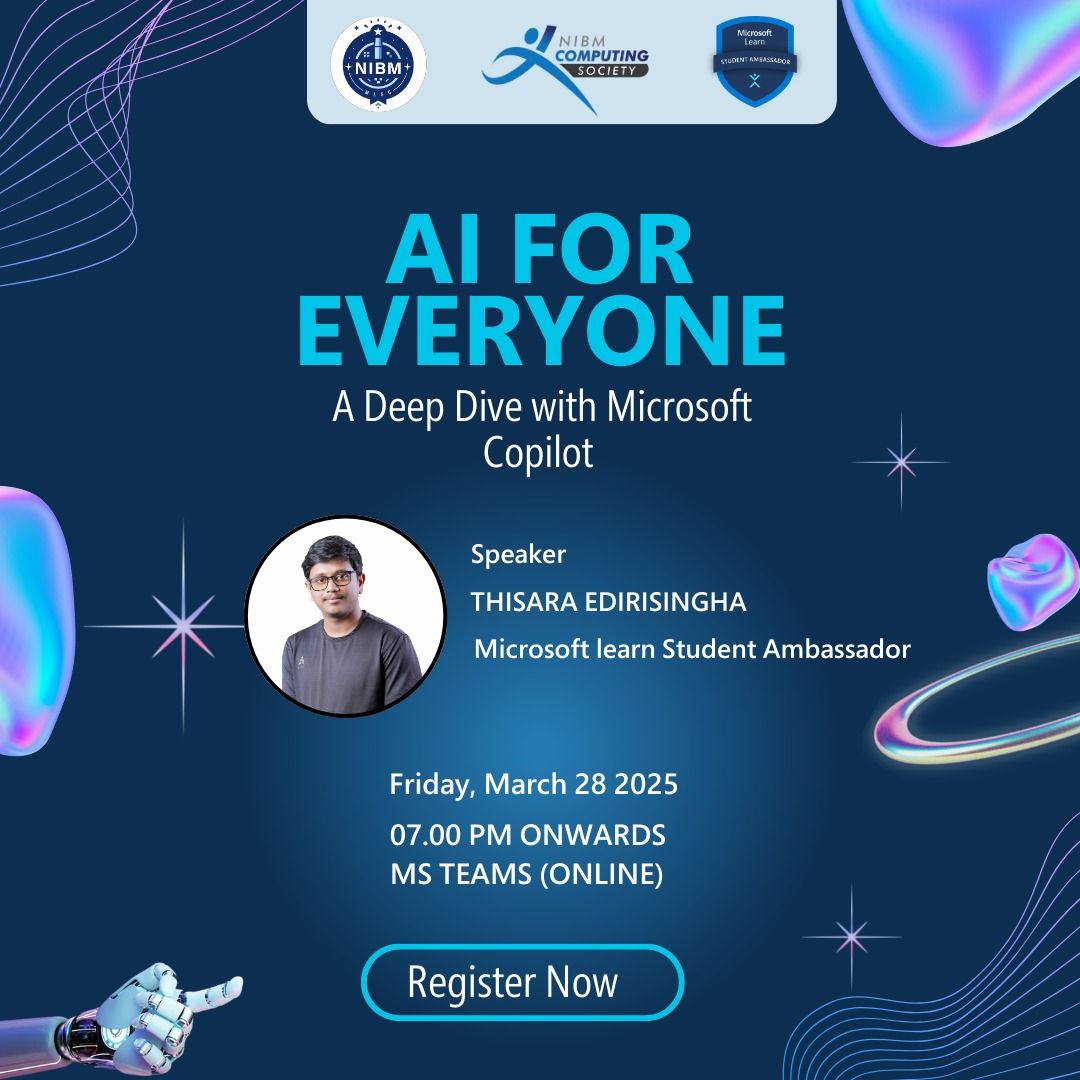 NIBM
MLSC
NIBM
COMPUTING
SOCIETY
Microsoft
Learn
STUDENT AMBASSADOR
AI FOR
EVERYONE
A Deep Dive with Microsoft
Copilot
Speaker
THISARA EDIRISINGHA
Microsoft learn Student Ambassador
Friday, March 28 2025
07.00 PM ONWARDS
MS TEAMS (ONLINE)
Register Now